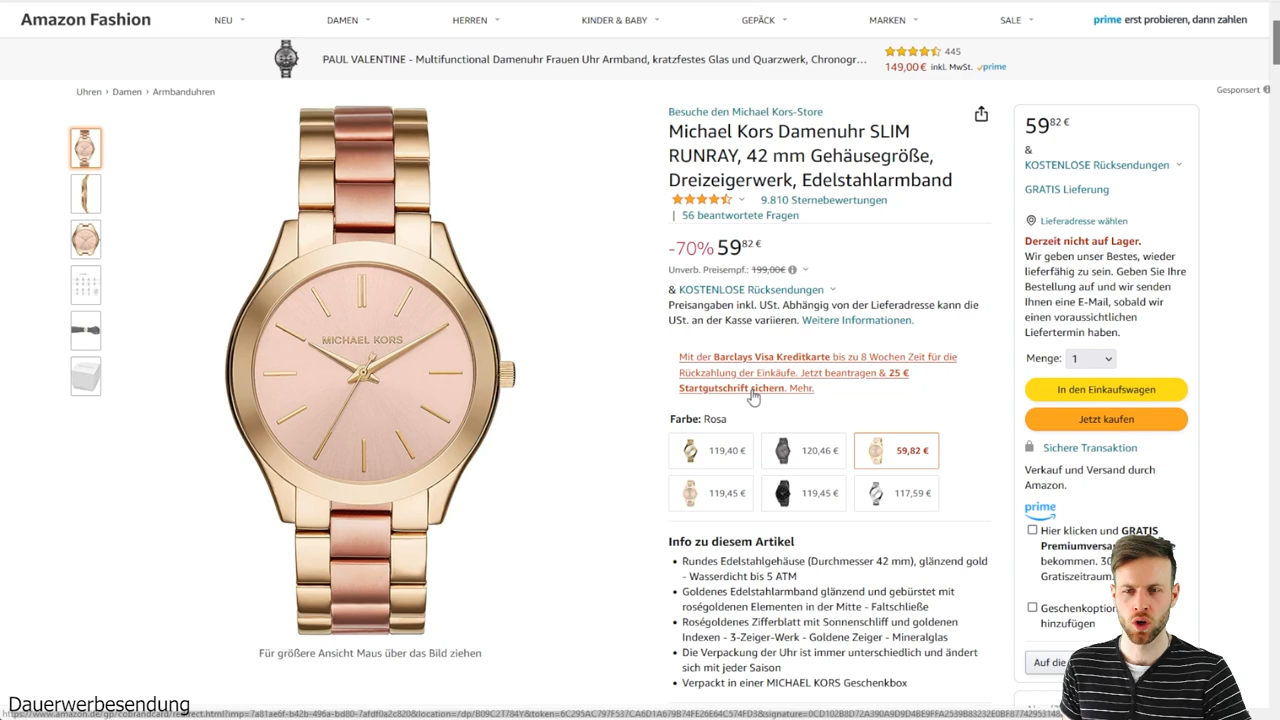 Amazon Fashion
NEU
DAMEN
HERREN
KINDER & BABY
GEPÄCK
MARKEN
SALE
prime erst probieren, dann zahlen
PAUL VALENTINE - Multifunctional Damenuhr Frauen Uhr Armband, kratzfestes Glas und Quarzwerk, Chronogr…
445
149,00€ inkl. MwSt. prime
Gesponsert
Uhren › Damen › Armbanduhren
MICHAEL KORS
Für größere Ansicht Maus über das Bild ziehen
Besuche den Michael Kors-Store
Michael Kors Damenuhr SLIM
RUNRAY, 42 mm Gehäusegröße,
Dreizeigerwerk, Edelstahlarmband
9.810 Sternebewertungen
| 56 beantwortete Fragen
-70% 59 82 €
Unverb. Preisempf.: 199,00€
& KOSTENLOSE Rücksendungen
Preisangaben inkl. USt. Abhängig von der Lieferadresse kann die
USt. an der Kasse variieren. Weitere Informationen.
Mit der Barclays Visa Kreditkarte bis zu 8 Wochen Zeit für die
Rückzahlung der Einkäufe. Jetzt beantragen & 25 €
Startgutschrift sichern. Mehr.
Farbe: Rosa
119,40 €
120,46 €
59,82 €
119,45 €
119,45 €
117,59 €
Info zu diesem Artikel
Rundes Edelstahlgehäuse (Durchmesser 42 mm), glänzend gold
- Wasserdicht bis 5 ATM
Goldenes Edelstahlarmband glänzend und gebürstet mit
roségoldenen Elementen in der Mitte - Faltschließe
Roségoldenes Zifferblatt mit Sonnenschliff und goldenen
Indexen - 3-Zeiger-Werk - Goldene Zeiger - Mineralglas
Die Verpackung der Uhr ist immer unterschiedlich und ändert
sich mit jeder Saison
Verpackt in einer MICHAEL KORS Geschenkbox
59 82 €
&
KOSTENLOSE Rücksendungen
GRATIS Lieferung
Lieferadresse wählen
Derzeit nicht auf Lager.
Wir geben unser Bestes, wieder
lieferfähig zu sein. Geben Sie Ihre
Bestellung auf und wir senden
Ihnen eine E-Mail, sobald wir
einen voraussichtlichen
Liefertermin haben.
Menge: 1
In den Einkaufswagen
Jetzt kaufen
Sichere Transaktion
Verkauf und Versand durch
Amazon.
prime
Hier klicken und GRATIS
Premiumversa
bekommen. 30
Gratiszeitraum.
Geschenkoption
hinzufügen
Auf die
Dauerwerbesendung